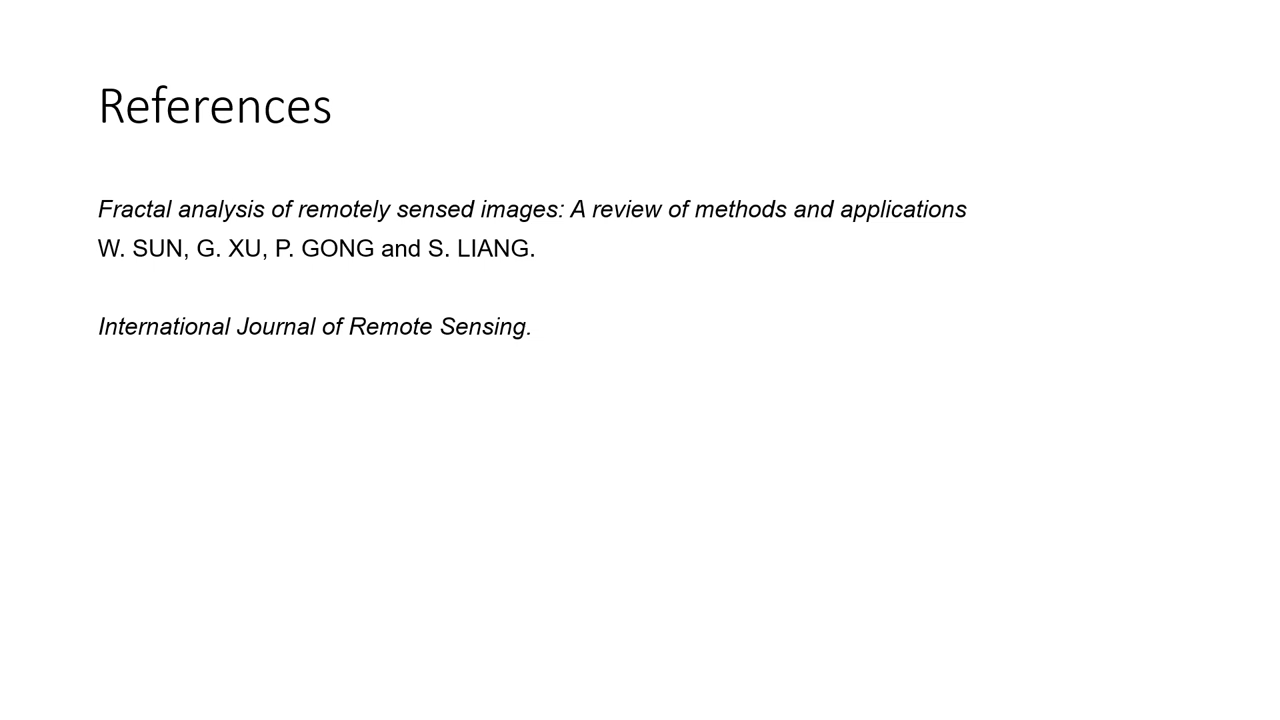 References
Fractal analysis of remotely sensed images: A review of methods and applications
W. SUN, G. XU, P. GONG and S. LIANG.
International Journal of Remote Sensing.